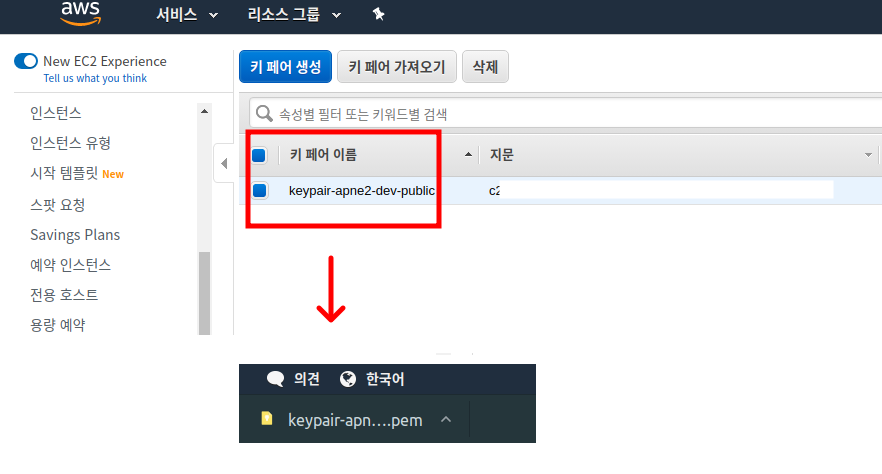 aws
서비스
리소스 그룹
New EC2 Experience
Tell us what you think
인스턴스
인스턴스 유형
시작 템플릿 New
스팟 요청
Savings Plans
예약 인스턴스
전용 호스트
용량 예약
키 페어 생성
키 페어 가져오기
삭제
속성별 필터 또는 키워드별 검색
키 페어 이름
지문
keypair-apne2-dev-public
c2
의견
한국어
keypair-apn....pem